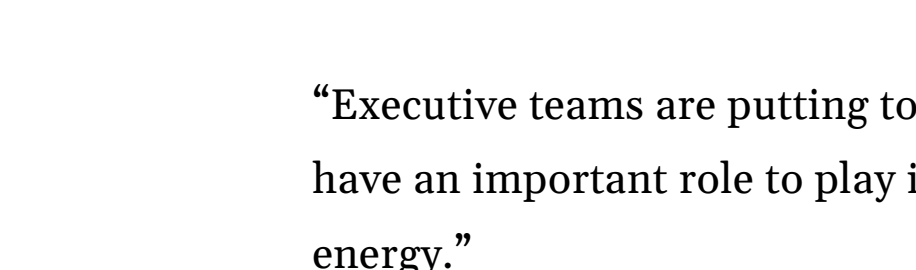 “Executive teams are putting to
have an important role to play i
energy.”